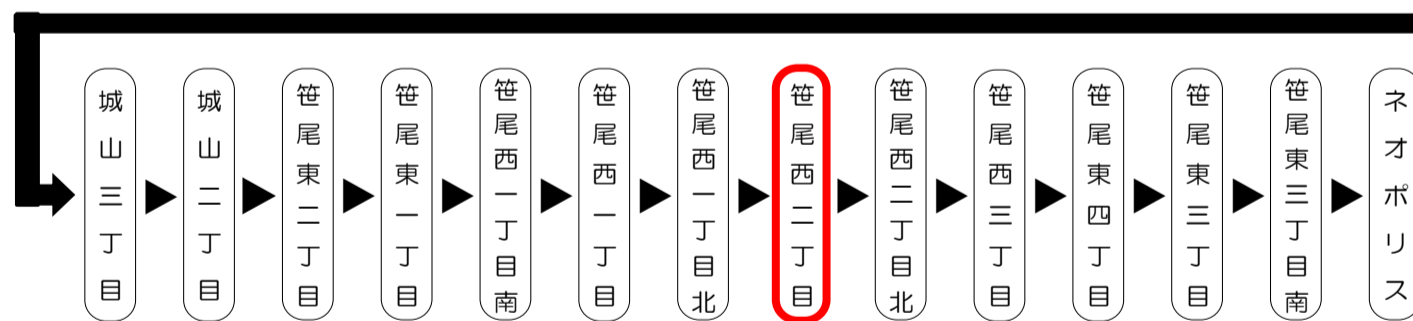 城山三丁目
城山二丁目
笹尾東二丁目
笹尾東一丁目
笹尾西一丁目南
笹尾西一丁目
笹尾西一丁目北
笹尾西二丁目
笹尾西二丁目北
笹尾西三丁目
笹尾東四丁目
笹尾東三丁目
笹尾東三丁目南
ネオポリス